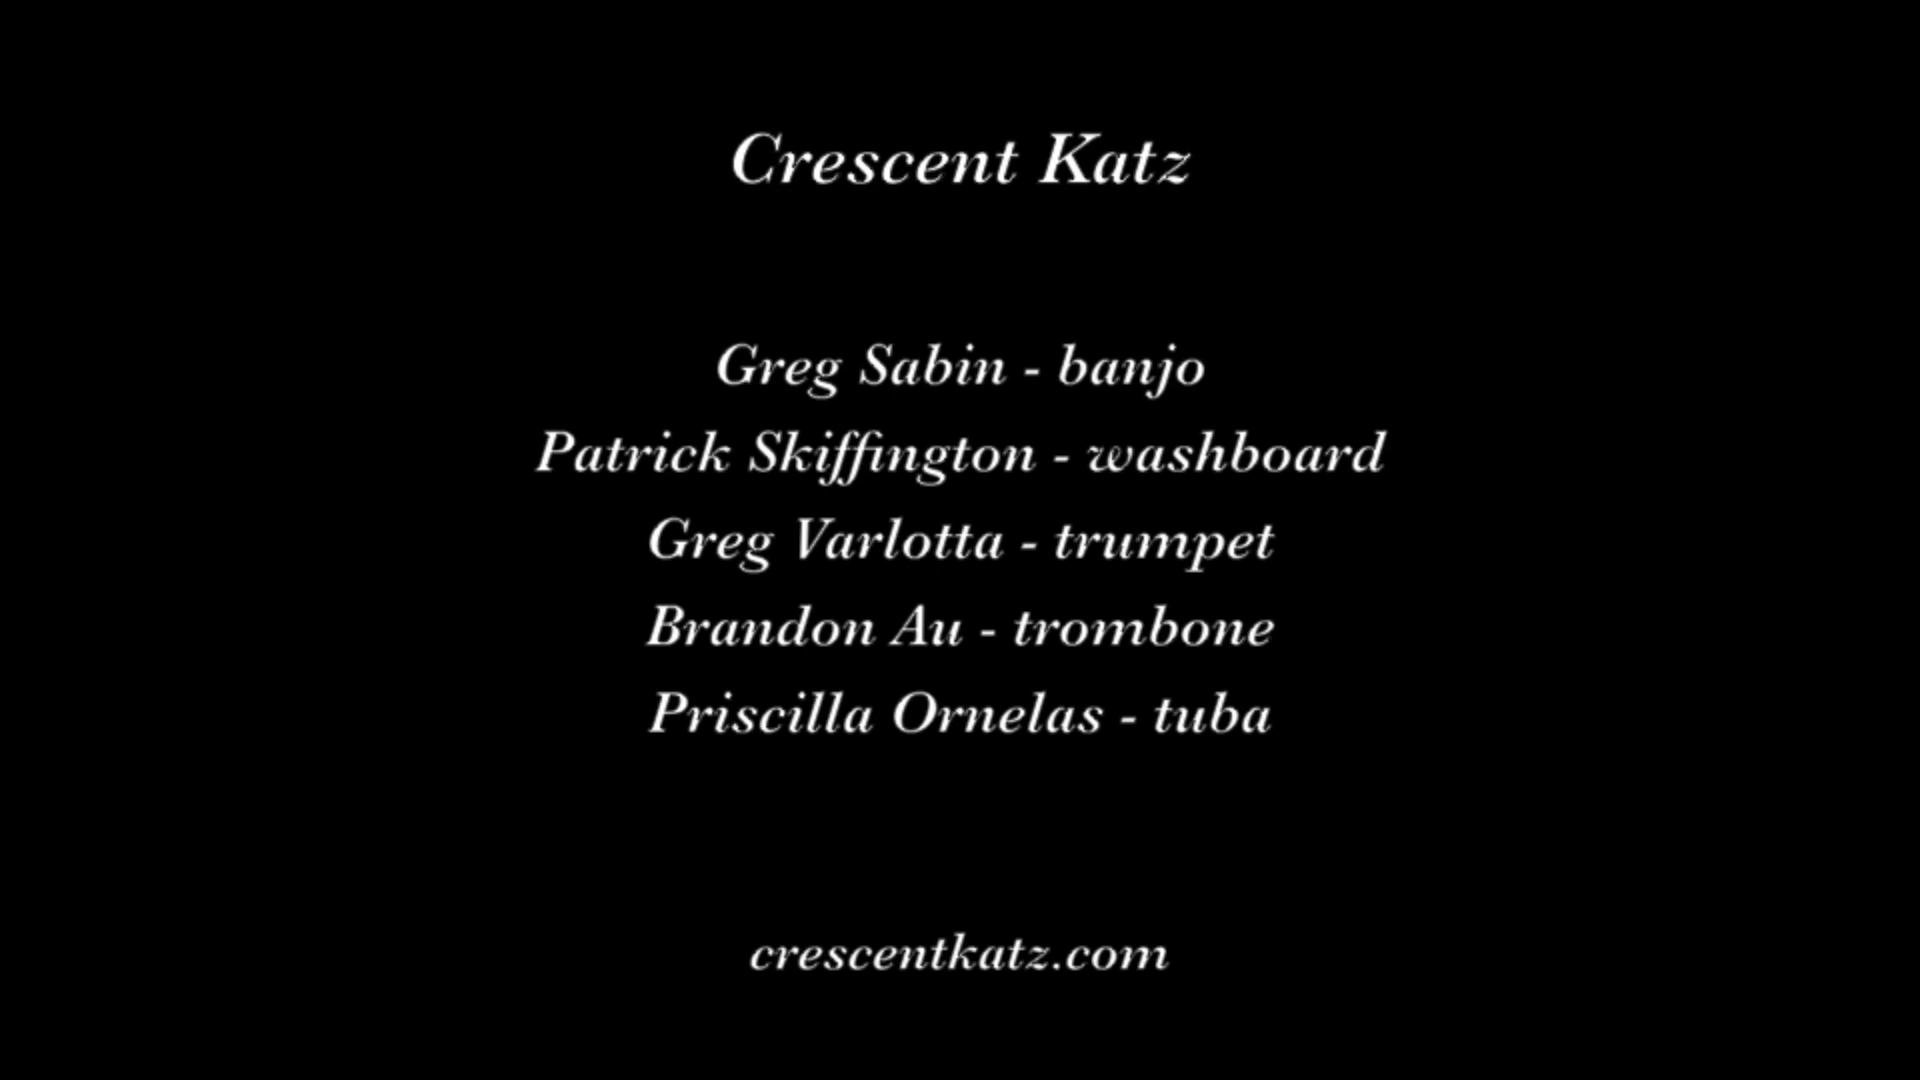 Crescent Katz
Greg Sabin - banjo
Patrick Skiffington - washboard
Greg Varlotta - trumpet
Brandon Au - trombone
Priscilla Ornelas - tuba
crescentkatz.com